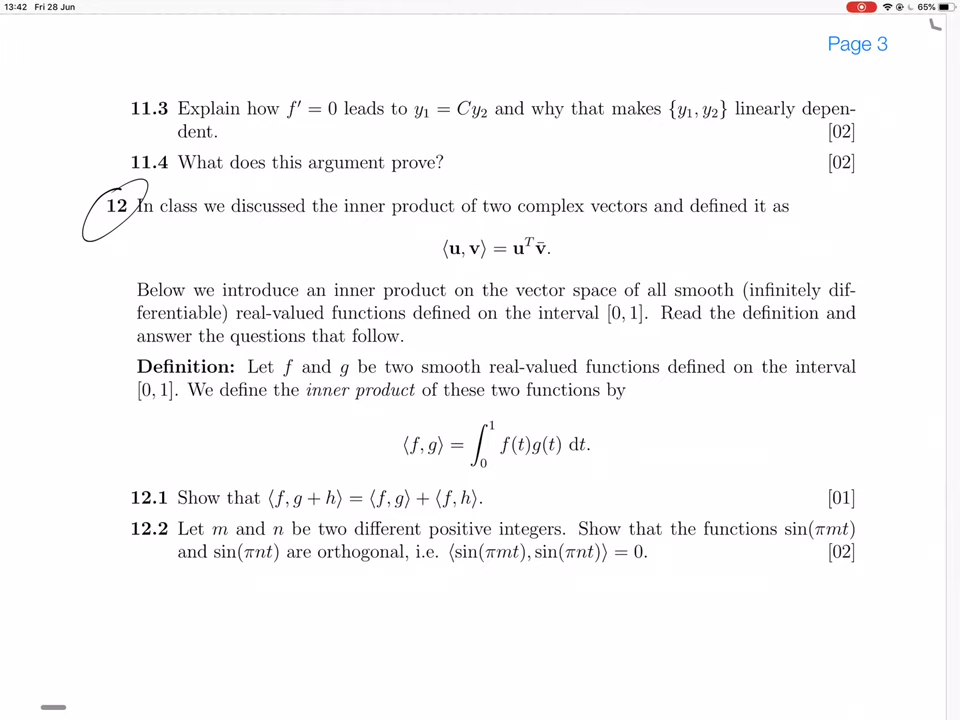 13:42 Fri 28 Jun 65%
Page 3
11.3 Explain how f′ = 0 leads to y₁ = Cy₂ and why that makes {y₁, y₂} linearly depen-
dent. [02]
11.4 What does this argument prove? [02]
12 In class we discussed the inner product of two complex vectors and defined it as
⟨u, v⟩ = uᵀv̄.
Below we introduce an inner product on the vector space of all smooth (infinitely dif-
ferentiable) real-valued functions defined on the interval [0, 1]. Read the definition and
answer the questions that follow.
Definition: Let f and g be two smooth real-valued functions defined on the interval
[0, 1]. We define the inner product of these two functions by
⟨f, g⟩ = ∫₀¹ f(t)g(t) dt.
12.1 Show that ⟨f, g + h⟩ = ⟨f, g⟩ + ⟨f, h⟩. [01]
12.2 Let m and n be two different positive integers. Show that the functions sin(πmt)
and sin(πnt) are orthogonal, i.e. ⟨sin(πmt), sin(πnt)⟩ = 0. [02]